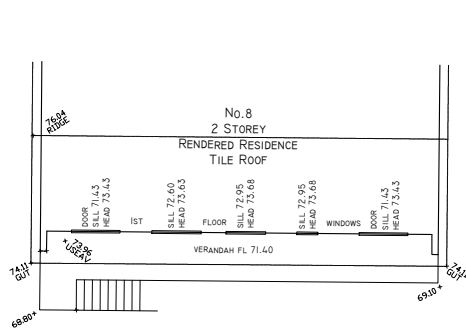 76.04
RIDGE
No.8
2 STOREY
RENDERED RESIDENCE
TILE ROOF
DOOR
SILL 71.43
HEAD 73.43
1ST
SILL 72.60
HEAD 73.63
FLOOR
SILL 72.95
HEAD 73.68
SILL 72.95
HEAD 73.68
WINDOWS
DOOR
SILL 71.43
HEAD 73.43
73.96
USEAV
VERANDAH FL 71.40
74.11
GUT
74.14
GUT
69.10
68.80